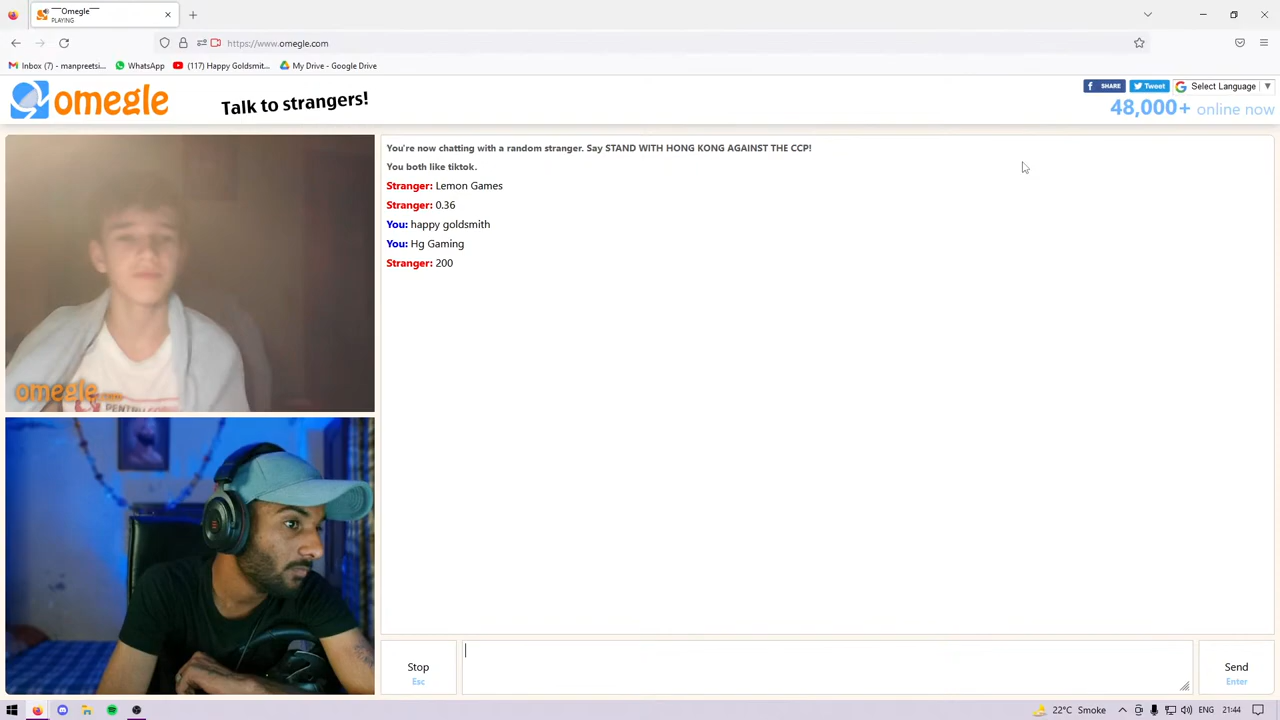 Omegle
PLAYING
https://www.omegle.com
Inbox (7) - manpreetsi...
WhatsApp
(117) Happy Goldsmit...
My Drive - Google Drive
omegle
Talk to strangers!
SHARE
Tweet
Select Language
48,000+ online now
You're now chatting with a random stranger. Say STAND WITH HONG KONG AGAINST THE CCP!
You both like tiktok.
Stranger: Lemon Games
Stranger: 0.36
You: happy goldsmith
You: Hg Gaming
Stranger: 200
omegle.com
Stop
Esc
Send
Enter
22°C Smoke
ENG
21:44